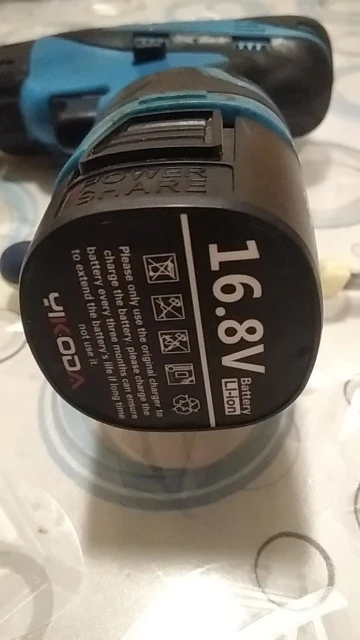 POWER
SHARE
16.8V
Battery
Li-ion
Please only use the original charger to
charge the battery, please charge the
battery every three months can ensure
to extend the battery's life if long time
not use it.
YIKODA